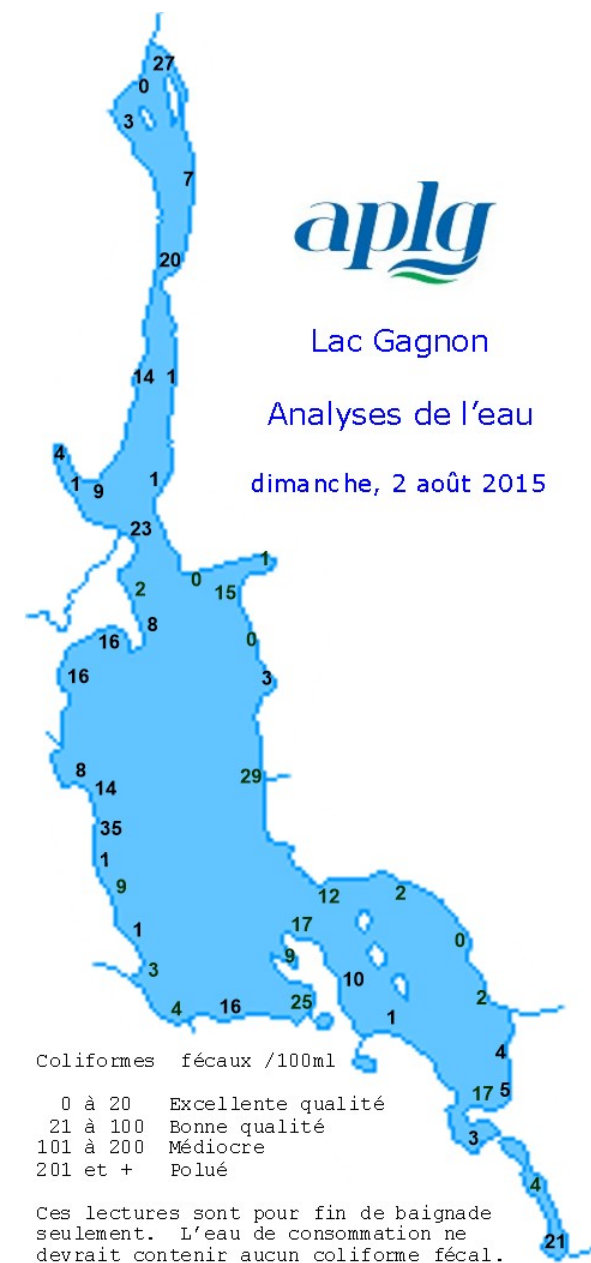 27
0
3
7
20
aplg
Lac Gagnon
14 1
Analyses de l'eau
4
1 9 1
dimanche, 2 août 2015
23
1
0
2 15
8
16 0
16 3
8 29
14
35
1
9
12 2
17
1 0
9
3 10
2
4 16 25
1
4
5
17
3
4
21
Coliformes fécaux /100ml
0 à 20 Excellente qualité
21 à 100 Bonne qualité
101 à 200 Médiocre
201 et + Polué
Ces lectures sont pour fin de baignade
seulement. L'eau de consommation ne
devrait contenir aucun coliforme fécal.